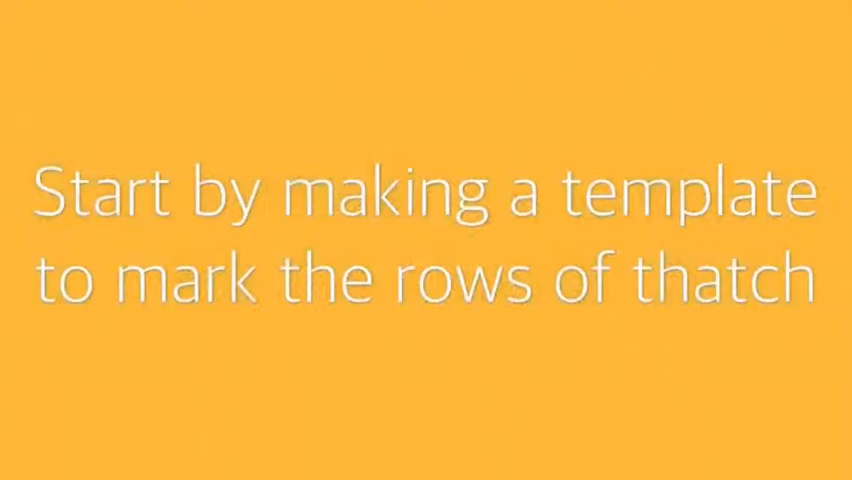 Start by making a template
to mark the rows of thatch